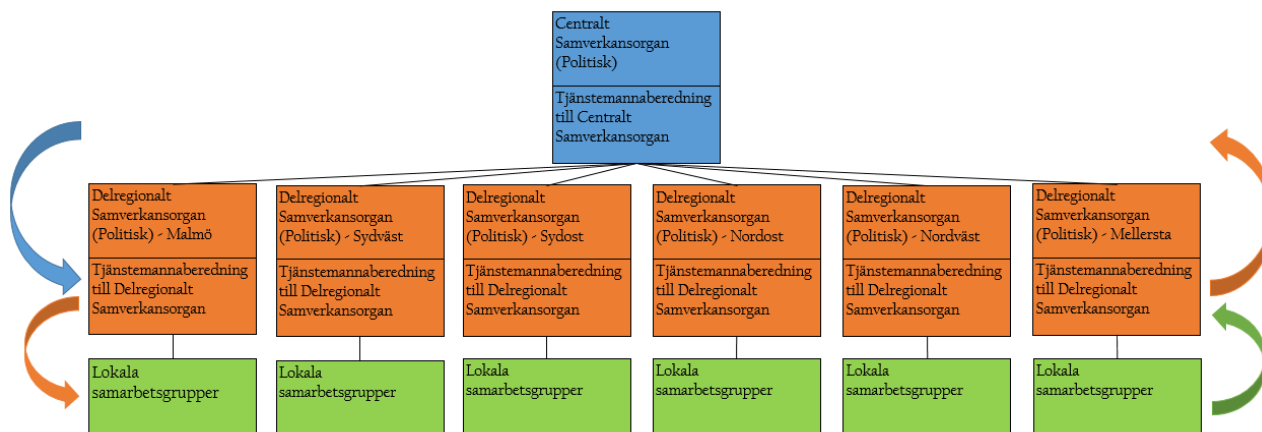 Centralt
Samverkansorgan
(Politisk)
Tjänstemannaberedning
till Centralt
Samverkansorgan
Delregionalt
Samverkansorgan
(Politisk) - Malmö
Tjänstemannaberedning
till Delregionalt
Samverkansorgan
Delregionalt
Samverkansorgan
(Politisk) - Sydväst
Tjänstemannaberedning
till Delregionalt
Samverkansorgan
Delregionalt
Samverkansorgan
(Politisk) - Sydost
Tjänstemannaberedning
till Delregionalt
Samverkansorgan
Delregionalt
Samverkansorgan
(Politisk) - Nordost
Tjänstemannaberedning
till Delregionalt
Samverkansorgan
Delregionalt
Samverkansorgan
(Politisk) - Nordväst
Tjänstemannaberedning
till Delregionalt
Samverkansorgan
Delregionalt
Samverkansorgan
(Politisk) - Mellersta
Tjänstemannaberedning
till Delregionalt
Samverkansorgan
Lokala
samarbetsgrupper
Lokala
samarbetsgrupper
Lokala
samarbetsgrupper
Lokala
samarbetsgrupper
Lokala
samarbetsgrupper
Lokala
samarbetsgrupper